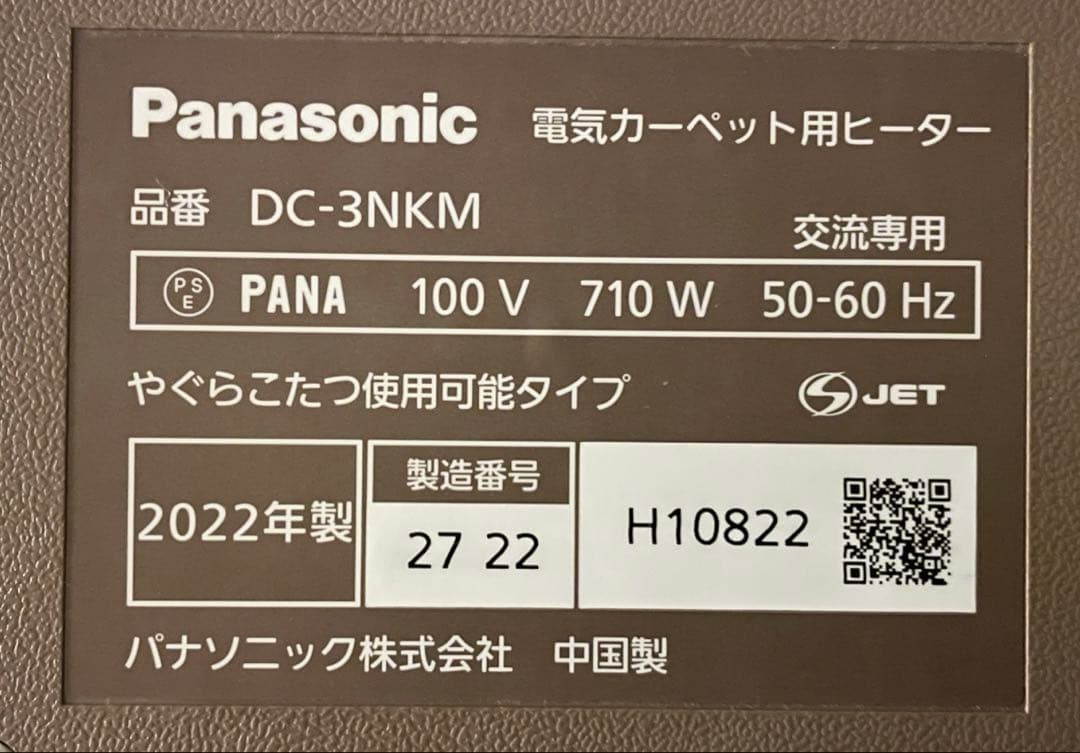 Panasonic 電気カーペット用ヒーター
品番 DC-3NKM
交流専用
PSE PANA 100 V 710 W 50-60 Hz
やぐらこたつ使用可能タイプ S JET
2022年製
製造番号
27 22
H10822
パナソニック株式会社 中国製